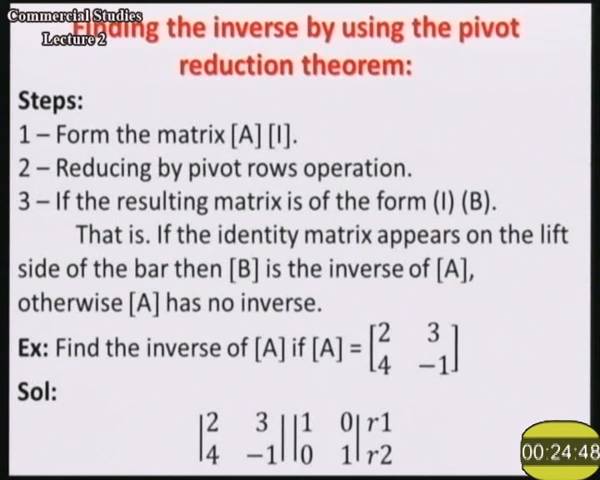 Commercial Studies
Lecture 2
Finding the inverse by using the pivot
reduction theorem:
Steps:
1 – Form the matrix [A] [I].
2 – Reducing by pivot rows operation.
3 – If the resulting matrix is of the form (I) (B).
That is. If the identity matrix appears on the lift
side of the bar then [B] is the inverse of [A],
otherwise [A] has no inverse.
Ex: Find the inverse of [A] if [A] = [2 3
4 −1]
Sol:
|2 3||1 0|r1
|4 −1||0 1|r2
00:24:48